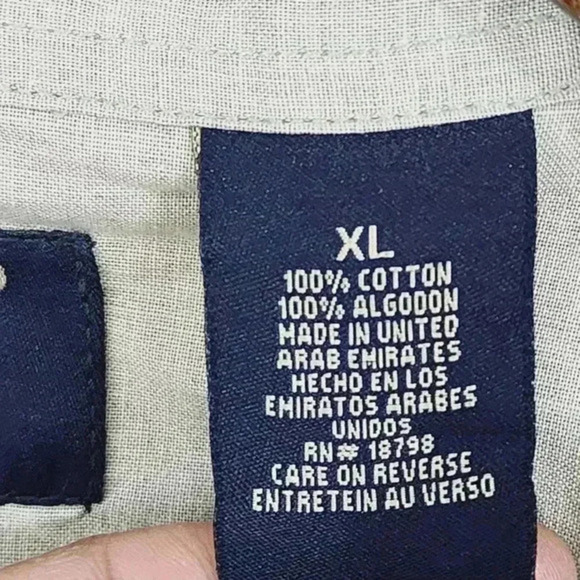 XL
100% COTTON
100% ALGODON
MADE IN UNITED
ARAB EMIRATES
HECHO EN LOS
EMIRATOS ARABES
UNIDOS
RN# 18798
CARE ON REVERSE
ENTRETEIN AU VERSO